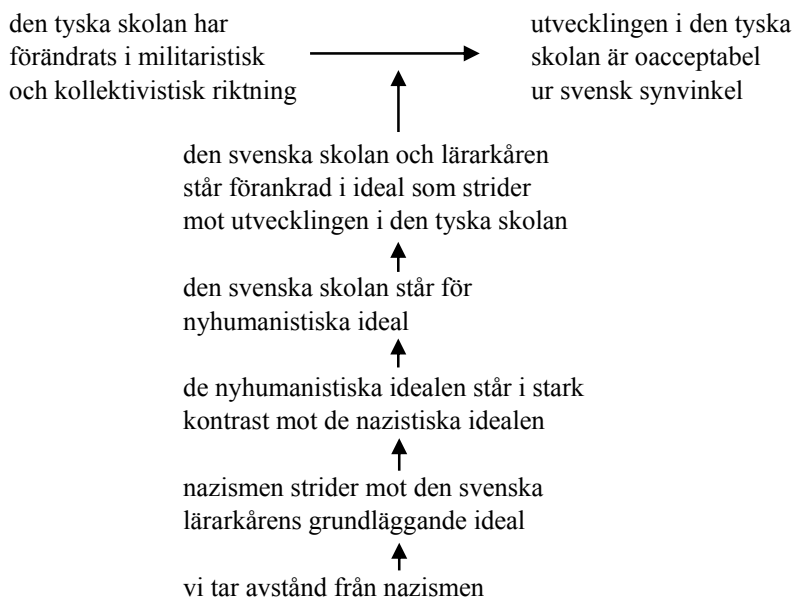 den tyska skolan har
förändrats i militaristisk
och kollektivistisk riktning
utvecklingen i den tyska
skolan är oacceptabel
ur svensk synvinkel
den svenska skolan och lärarkåren
står förankrad i ideal som strider
mot utvecklingen i den tyska skolan
den svenska skolan står för
nyhumanistiska ideal
de nyhumanistiska idealen står i stark
kontrast mot de nazistiska idealen
nazismen strider mot den svenska
lärarkårens grundläggande ideal
vi tar avstånd från nazismen